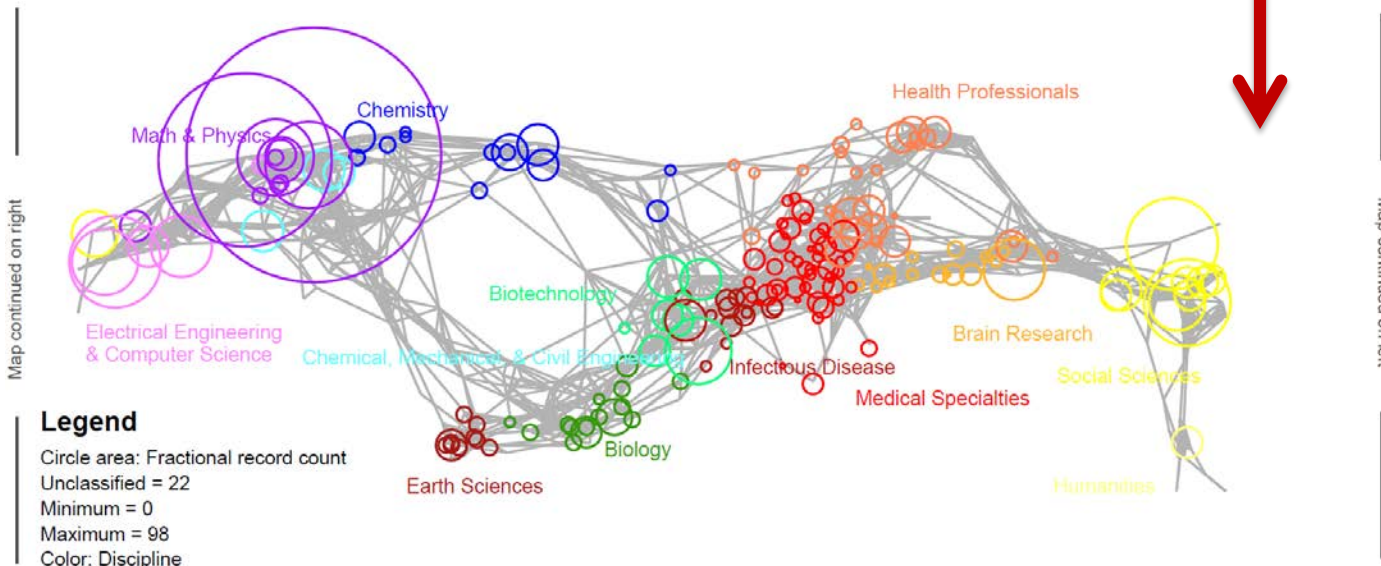 Map continued on right
Math & Physics
Chemistry
Health Professionals
Electrical Engineering
& Computer Science
Biotechnology
Chemical, Mechanical, & Civil Engineering
Infectious Disease
Brain Research
Social Sciences
Medical Specialties
Biology
Earth Sciences
Humanities
Legend
Circle area: Fractional record count
Unclassified = 22
Minimum = 0
Maximum = 98
Color: Discipline